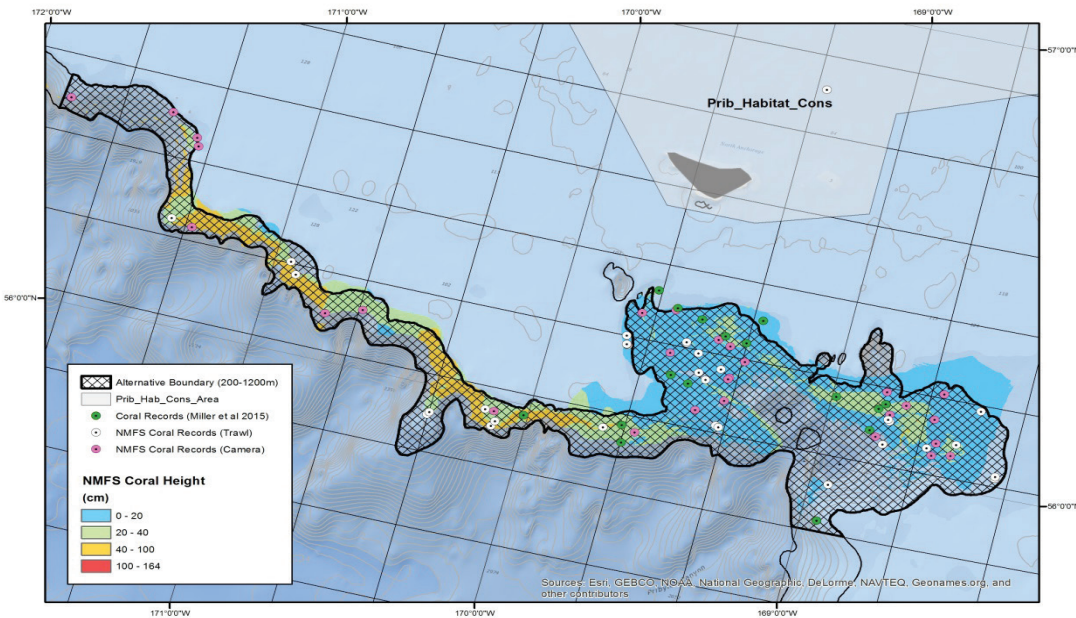 172°0'0"W
171°0'0"W
170°0'0"W
169°0'0"W
57°0'0"N
Prib_Habitat_Cons
56°0'0"N
Alternative Boundary (200-1200m)
Prib_Hab_Cons_Area
Coral Records (Miller et al 2015)
NMFS Coral Records (Trawl)
NMFS Coral Records (Camera)
NMFS Coral Height
(cm)
0 - 20
20 - 40
40 - 100
100 - 164
56°0'0"N
Sources: Esri, GEBCO, NOAA, National Geographic, DeLorme, NAVTEQ, Geonames.org, and
other contributors
171°0'0"W
170°0'0"W
169°0'0"W